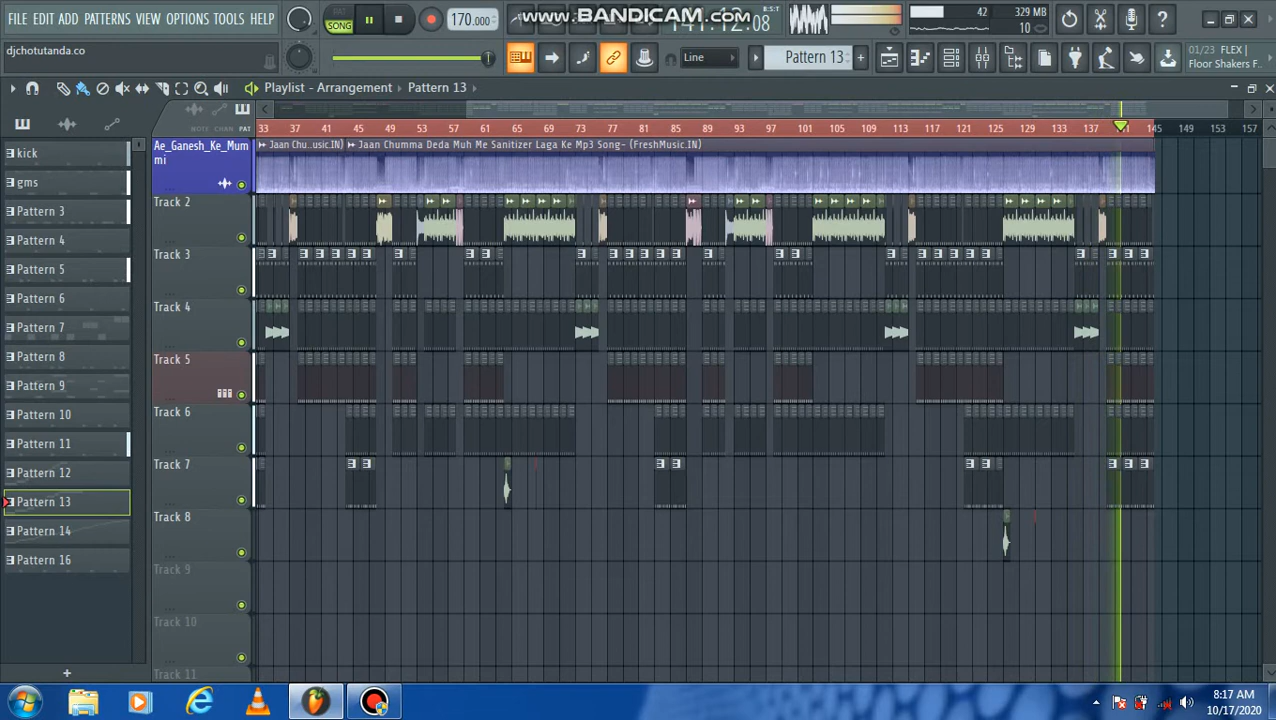 FILE EDIT ADD PATTERNS VIEW OPTIONS TOOLS HELP
PAT
SONG
170.000
www.BANDICAM.com
141:12:08
B:S:T
42
329 MB
10
djchotutanda.co
Line
Pattern 13
01/23 FLEX |
Floor Shakers F..
Playlist - Arrangement
Pattern 13
NOTE CHAN PAT
33 37 41 45 49 53 57 61 65 69 73 77 81 85 89 93 97 101 105 109 113 117 121 125 129 133 137 141 145 149 153 157
kick
gms
Pattern 3
Pattern 4
Pattern 5
Pattern 6
Pattern 7
Pattern 8
Pattern 9
Pattern 10
Pattern 11
Pattern 12
Pattern 13
Pattern 14
Pattern 16
Ae_Ganesh_Ke_Mum
mi
Jaan Chu..usic.IN)
Jaan Chumma Deda Muh Me Sanitizer Laga Ke Mp3 Song- (FreshMusic.IN)
Track 2
Track 3
Track 4
Track 5
Track 6
Track 7
Track 8
Track 9
Track 10
Track 11
8:17 AM
10/17/2020